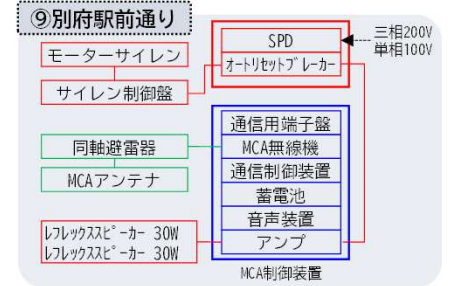 ⑨別府駅前通り
モーターサイレン
サイレン制御盤
SPD
オートリセットブレーカー
三相200V
単相100V
同軸避雷器
MCAアンテナ
通信用端子盤
MCA無線機
通信制御装置
蓄電池
音声装置
アンプ
レフレックススピーカー 30W
レフレックススピーカー 30W
MCA制御装置